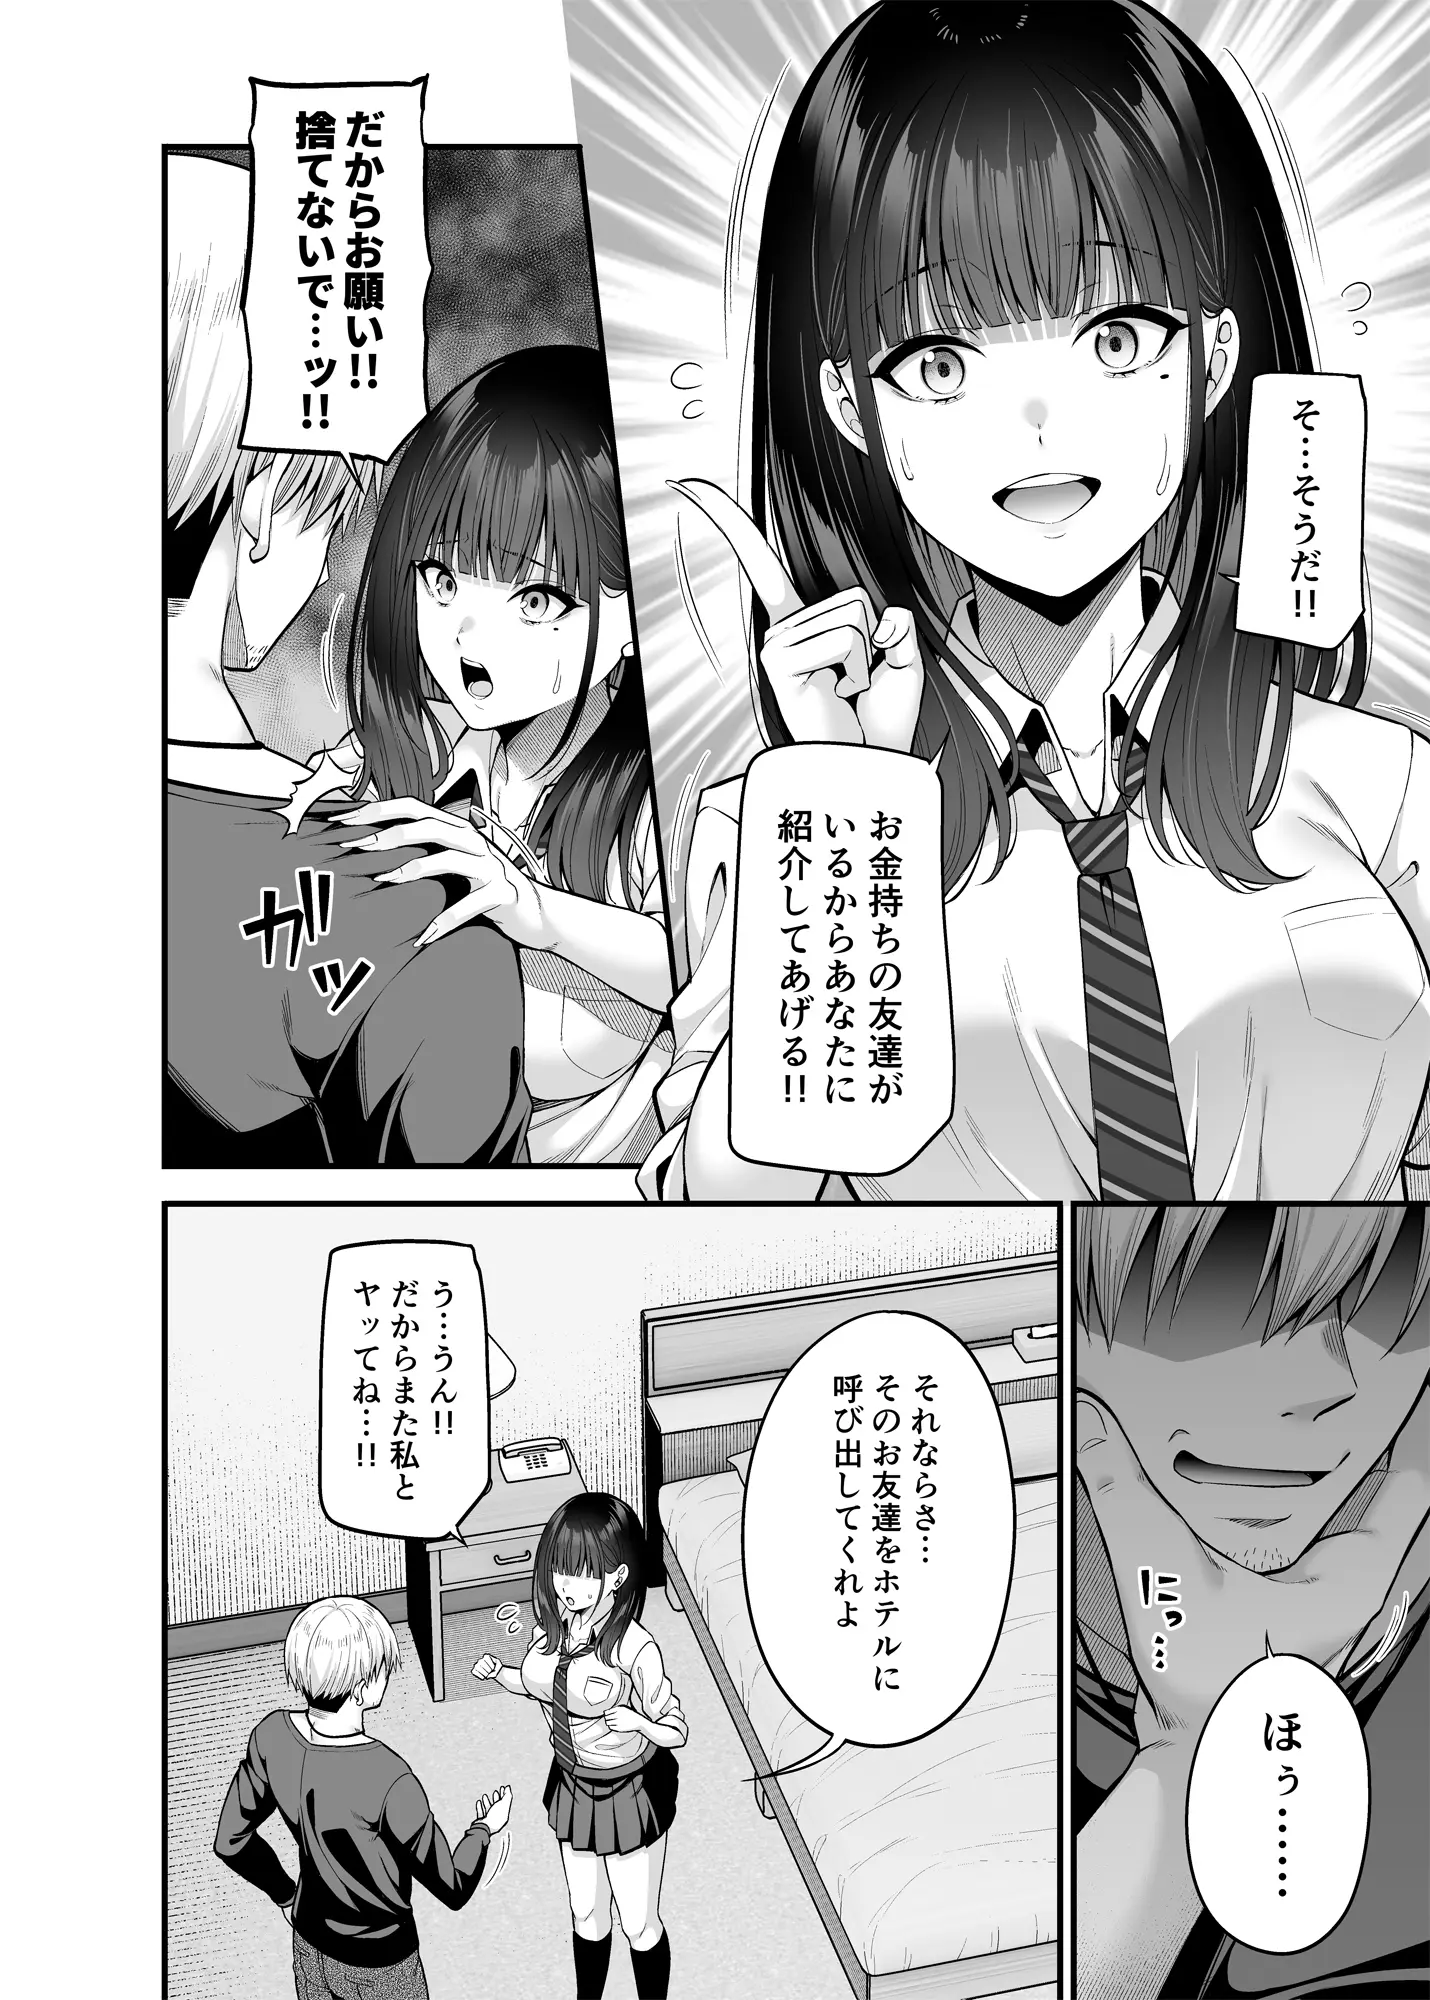 そ…そうだ!!
お金持ちの友達が
いるからあなたに
紹介してあげる!!
だからお願い!!
捨てないで…ッ!!
ガッ
ほぅ……
にっ…
それならさ…
そのお友達をホテルに
呼び出してくれよ
う…うん!!
だからまた私と
ヤッてね…!!